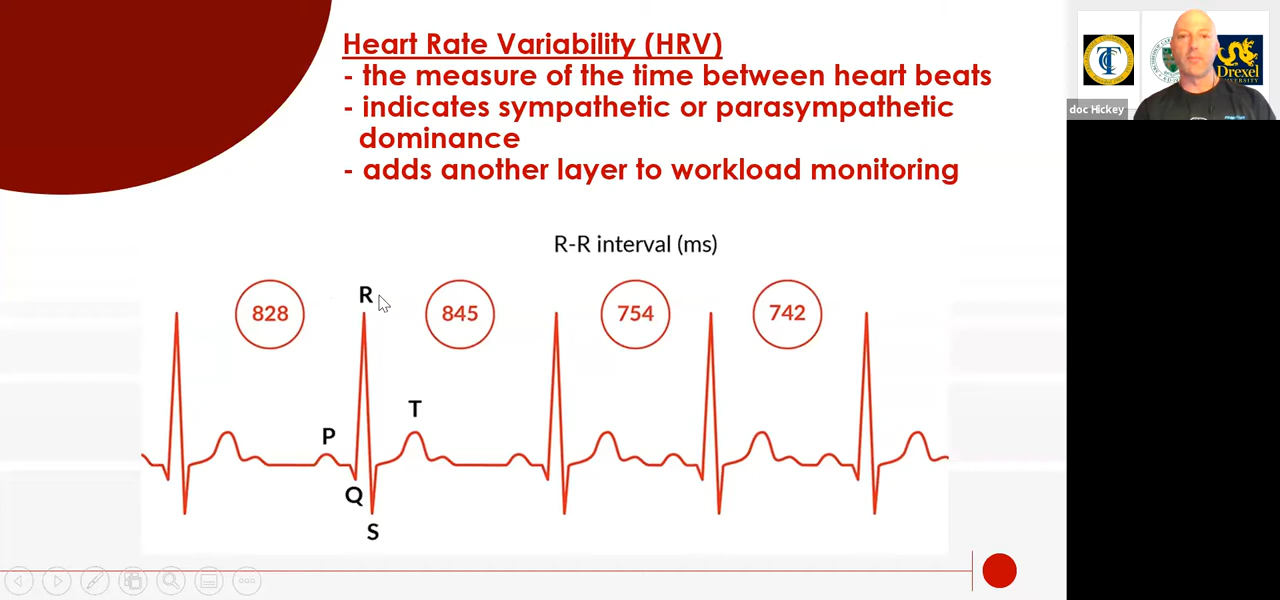 Heart Rate Variability (HRV)
- the measure of the time between heart beats
- indicates sympathetic or parasympathetic
dominance
- adds another layer to workload monitoring
R-R interval (ms)
828
R
845
754
742
P
T
Q
S
Drexel
doc Hickey